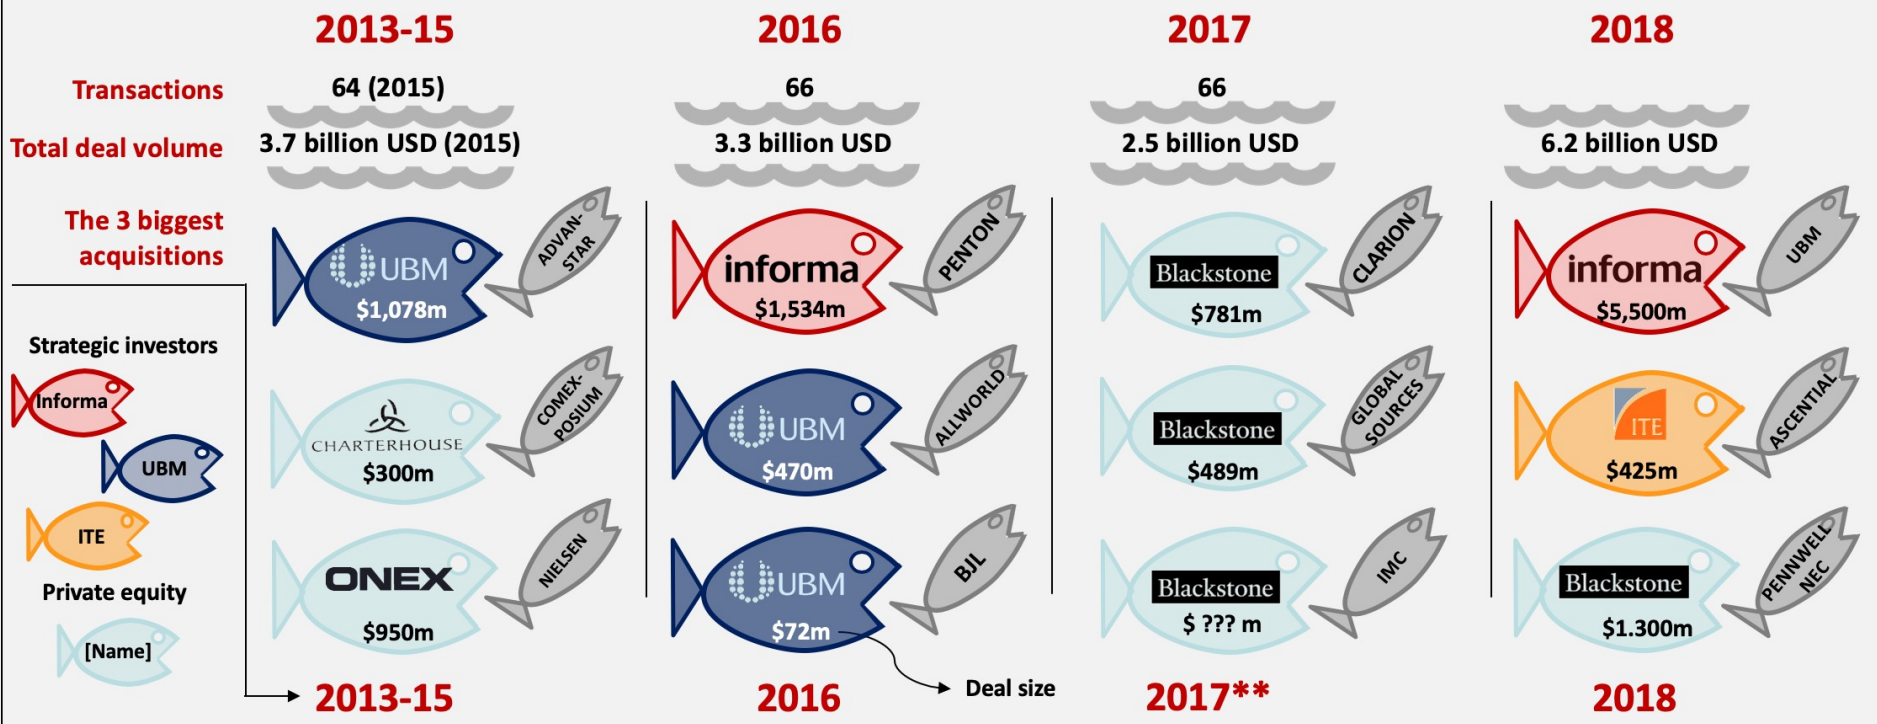 2013-15
2016
2017
2018
Transactions
64 (2015)
66
66
Total deal volume
3.7 billion USD (2015)
3.3 billion USD
2.5 billion USD
6.2 billion USD
The 3 biggest
acquisitions
UBM
$1,078m
ADVAN-
STAR
informa
$1,534m
PENTON
Blackstone
$781m
CLARION
informa
$5,500m
UBM
CHARTERHOUSE
$300m
COMEX-
POSIUM
UBM
$470m
ALLWORLD
Blackstone
$489m
GLOBAL
SOURCES
ITE
$425m
ASCENTIAL
ONEX
$950m
NIELSEN
UBM
$72m
BJL
Blackstone
$ ??? m
IMC
Blackstone
$1.300m
PENNWELL
NEC
Strategic investors
Informa
UBM
ITE
Private equity
[Name]
Deal size
2013-15
2016
2017**
2018